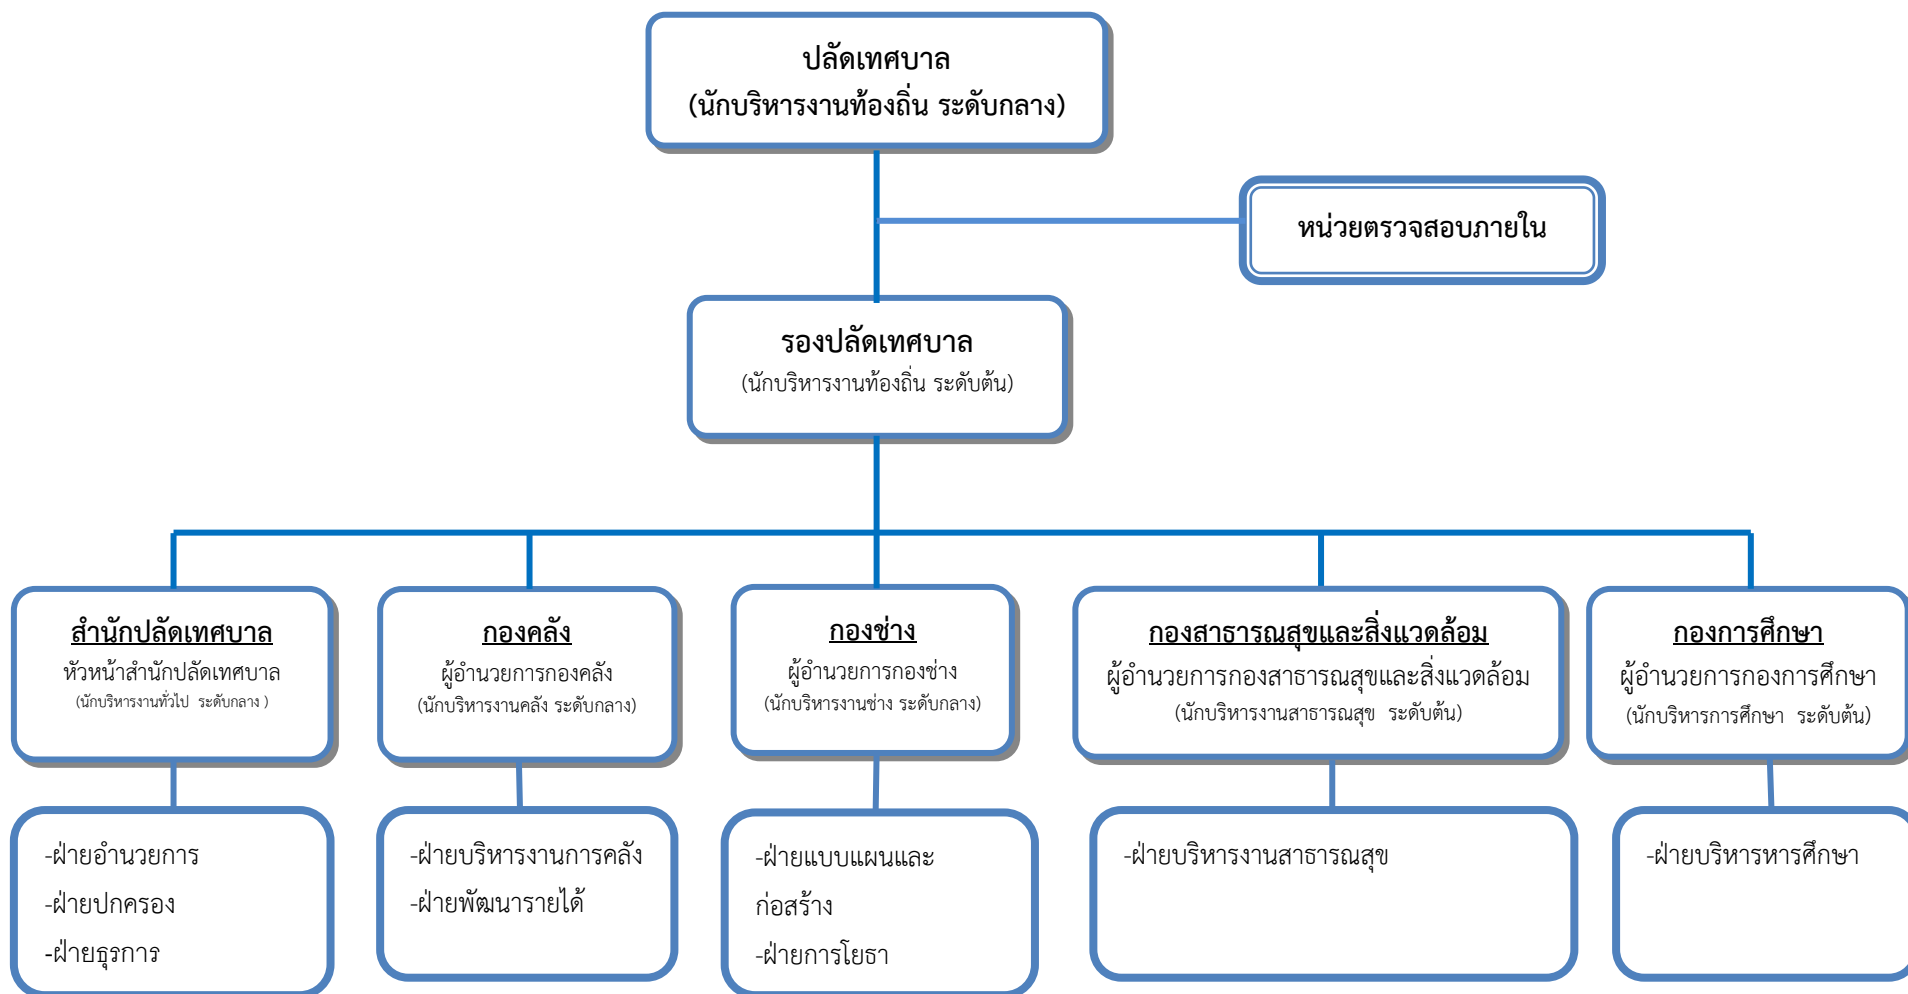 ปลัดเทศบาล
(นักบริหารงานท้องถิ่น ระดับกลาง)
หน่วยตรวจสอบภายใน
รองปลัดเทศบาล
(นักบริหารงานท้องถิ่น ระดับต้น)
สำนักปลัดเทศบาล
หัวหน้าสำนักปลัดเทศบาล
(นักบริหารงานทั่วไป ระดับกลาง )
กองคลัง
ผู้อำนวยการกองคลัง
(นักบริหารงานคลัง ระดับกลาง)
กองช่าง
ผู้อำนวยการกองช่าง
(นักบริหารงานช่าง ระดับกลาง)
กองสาธารณสุขและสิ่งแวดล้อม
ผู้อำนวยการกองสาธารณสุขและสิ่งแวดล้อม
(นักบริหารงานสาธารณสุข ระดับต้น)
กองการศึกษา
ผู้อำนวยการกองการศึกษา
(นักบริหารการศึกษา ระดับต้น)
-ฝ่ายอำนวยการ
-ฝ่ายปกครอง
-ฝ่ายธุรการ
-ฝ่ายบริหารงานการคลัง
-ฝ่ายพัฒนารายได้
-ฝ่ายแบบแผนและ
ก่อสร้าง
-ฝ่ายการโยธา
-ฝ่ายบริหารงานสาธารณสุข
-ฝ่ายบริหารหารศึกษา